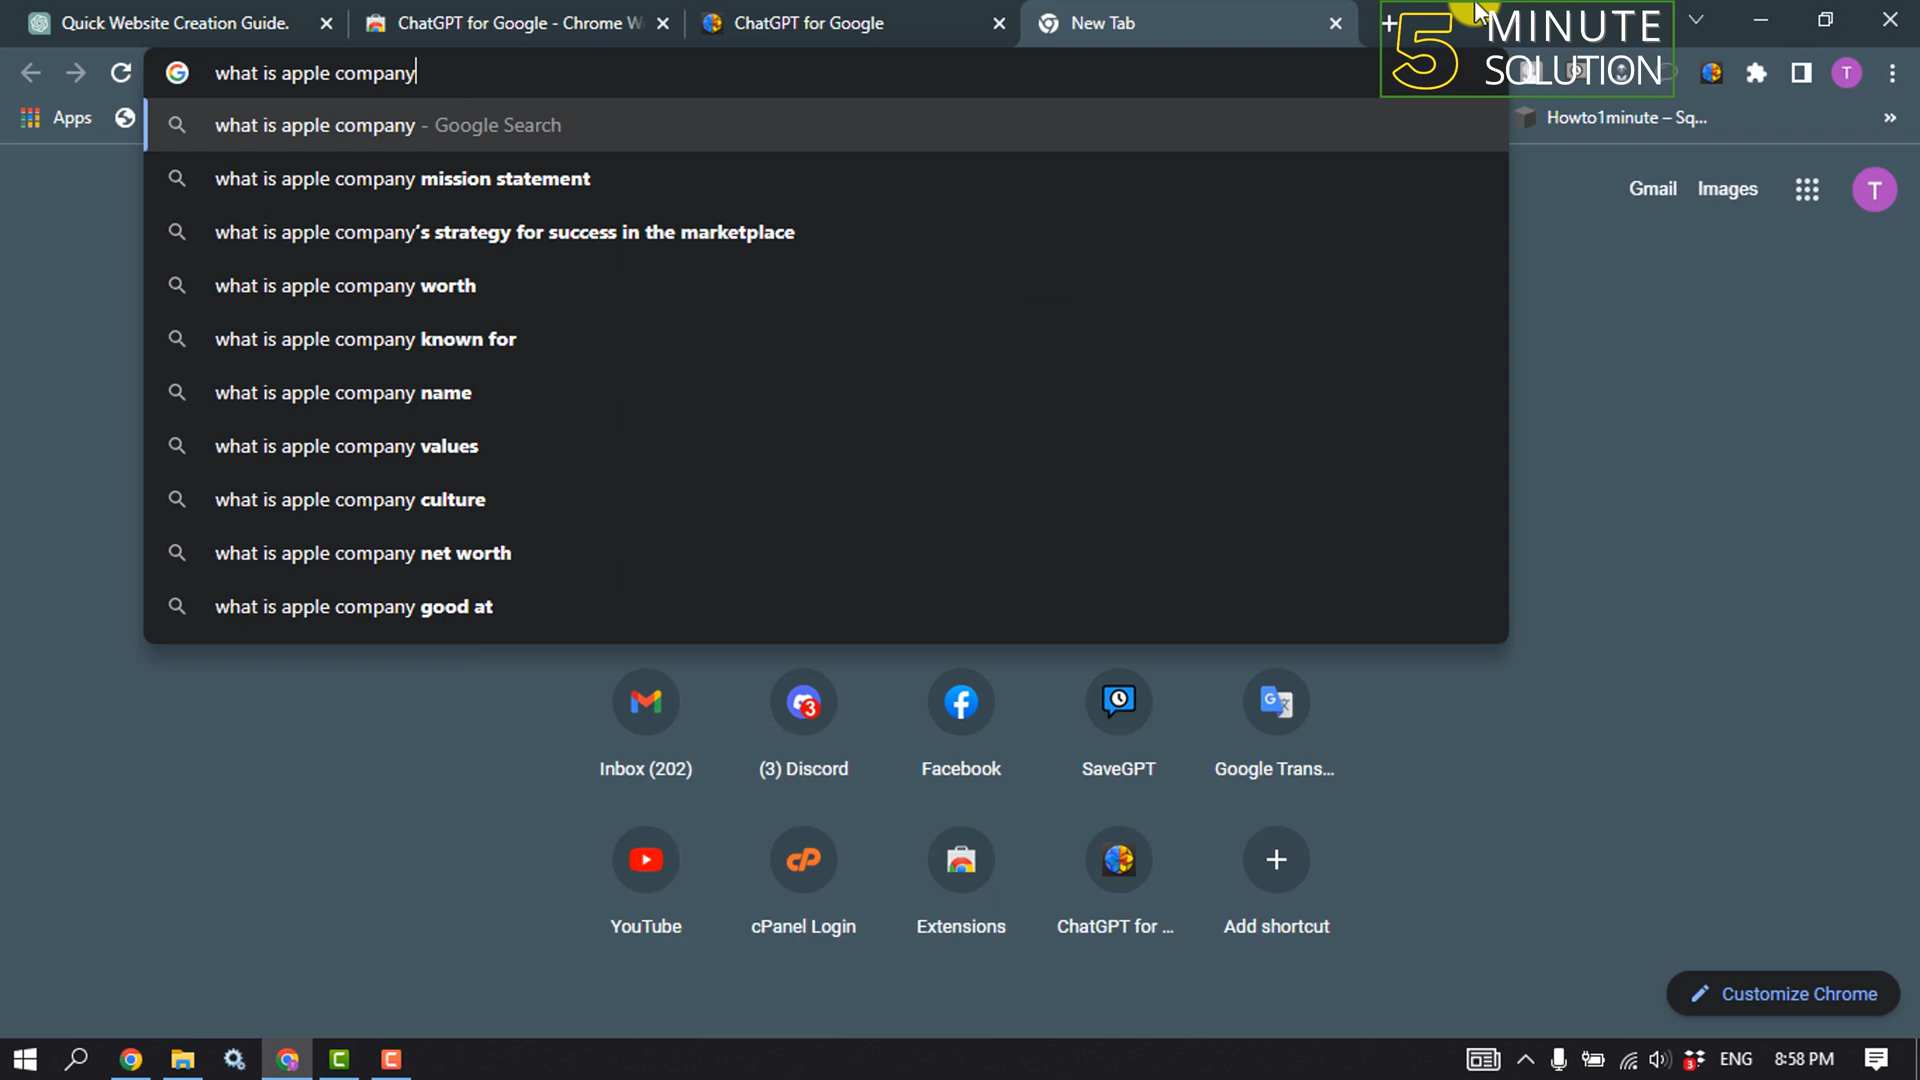 Quick Website Creation Guide.
ChatGPT for Google - Chrome W
ChatGPT for Google
New Tab
5 MINUTE
SOLUTION
what is apple company
T
Apps
Howto1minute – Sq...
»
what is apple company - Google Search
what is apple company mission statement
what is apple company's strategy for success in the marketplace
what is apple company worth
what is apple company known for
what is apple company name
what is apple company values
what is apple company culture
what is apple company net worth
what is apple company good at
Gmail
Images
T
3
Inbox (202)
(3) Discord
Facebook
SaveGPT
Google Trans...
YouTube
cPanel Login
Extensions
ChatGPT for ...
Add shortcut
Customize Chrome
ENG
8:58 PM